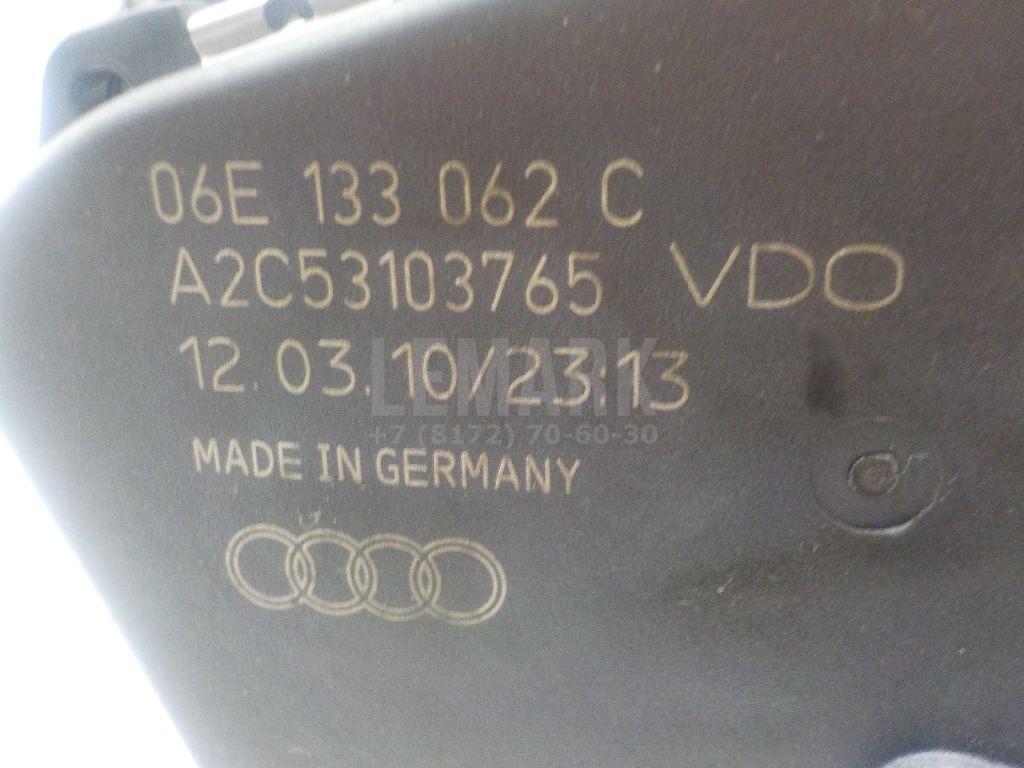 06E 133 062 C
A2C53103765 VDO
12.03.10/23:13
LEMARK
+7 (8172) 70-60-30
MADE IN GERMANY